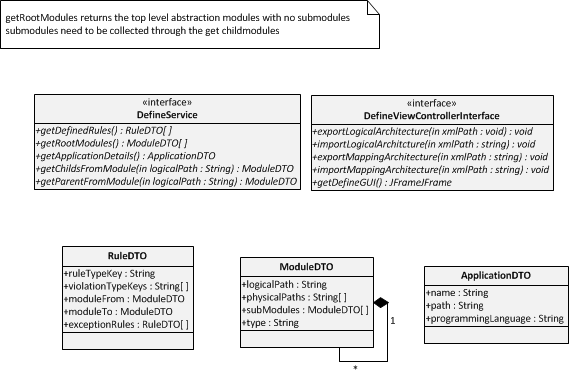 getRootModules returns the top level abstraction modules with no submodules
submodules need to be collected through the get childmodules
«interface»
DefineService
+getDefinedRules() : RuleDTO[ ]
+getRootModules() : ModuleDTO[ ]
+getApplicationDetails() : ApplicationDTO
+getChildsFromModule(in logicalPath : String) : ModuleDTO
+getParentFromModule(in logicalPath : String) : ModuleDTO
«interface»
DefineViewControllerInterface
+exportLogicalArchitecture(in xmlPath : void) : void
+importLogicalArchitcture(in xmlPath : string) : void
+exportMappingArchitecture(in xmlPath : string) : void
+importMappingArchitecture(in xmlPath : string) : void
+getDefineGUI() : JFrameJFrame
RuleDTO
+ruleTypeKey : String
+violationTypeKeys : String[ ]
+moduleFrom : ModuleDTO
+moduleTo : ModuleDTO
+exceptionRules : RuleDTO[ ]
ModuleDTO
+logicalPath : String
+physicalPaths : String[ ]
+subModules : ModuleDTO[ ]
+type : String
1
*
ApplicationDTO
+name : String
+path : String
+programmingLanguage : String